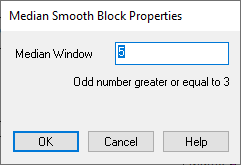 Median Smooth Block Properties
Median Window 5
Odd number greater or equal to 3
OK Cancel Help